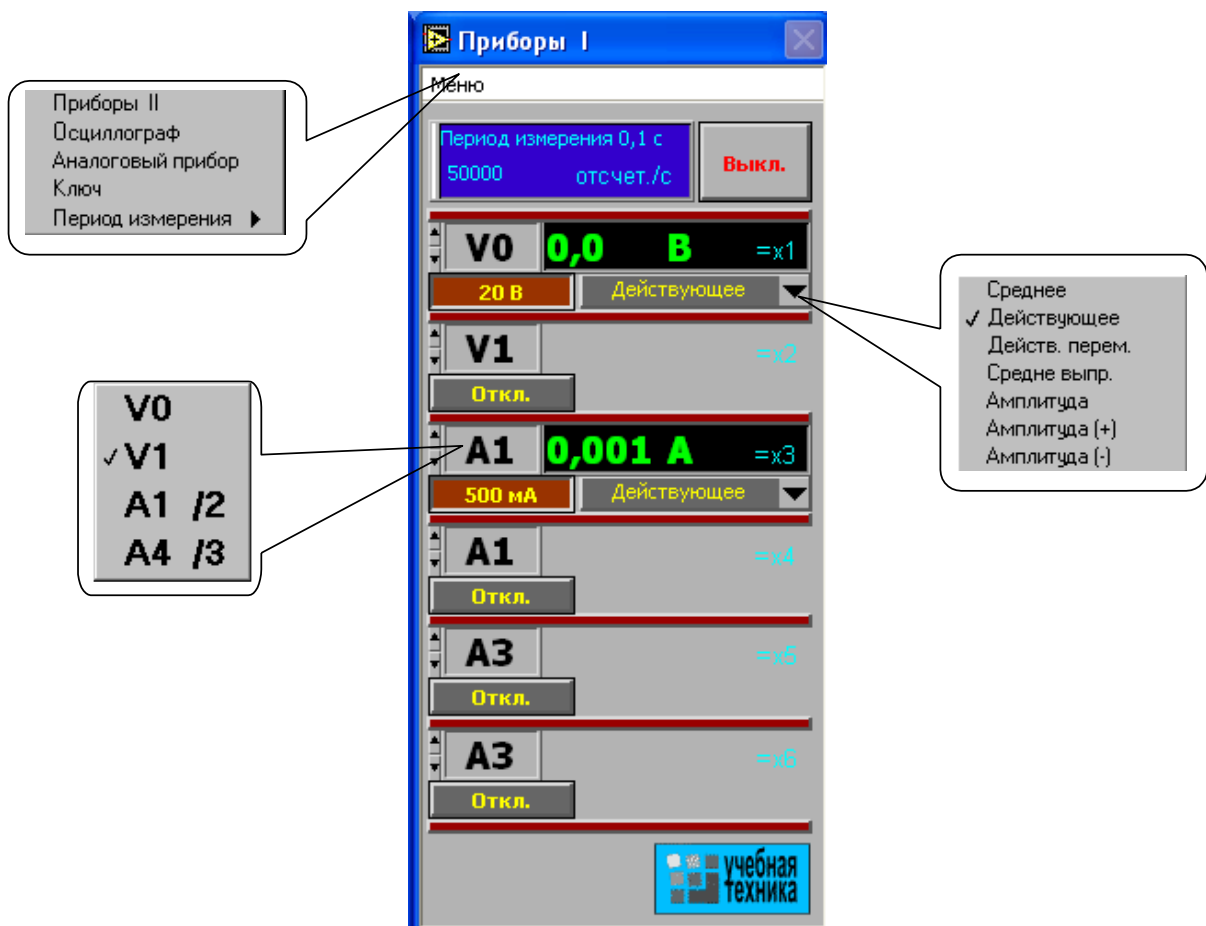 Приборы I
Меню
Приборы II
Осциллограф
Аналоговый прибор
Ключ
Период измерения
Период измерения 0,1 с
50000 отсчет./с
Выкл.
V0 0,0 В =x1
20 В Действующее
V1 =x2
Откл.
A1 0,001 А =x3
500 мА Действующее
A1 =x4
Откл.
A3 =x5
Откл.
A3 =x6
Откл.
Среднее
✓ Действующее
Действ. перем.
Средне выпр.
Амплитуда
Амплитуда (+)
Амплитуда (-)
V0
✓ V1
A1 /2
A4 /3
учебная
техника